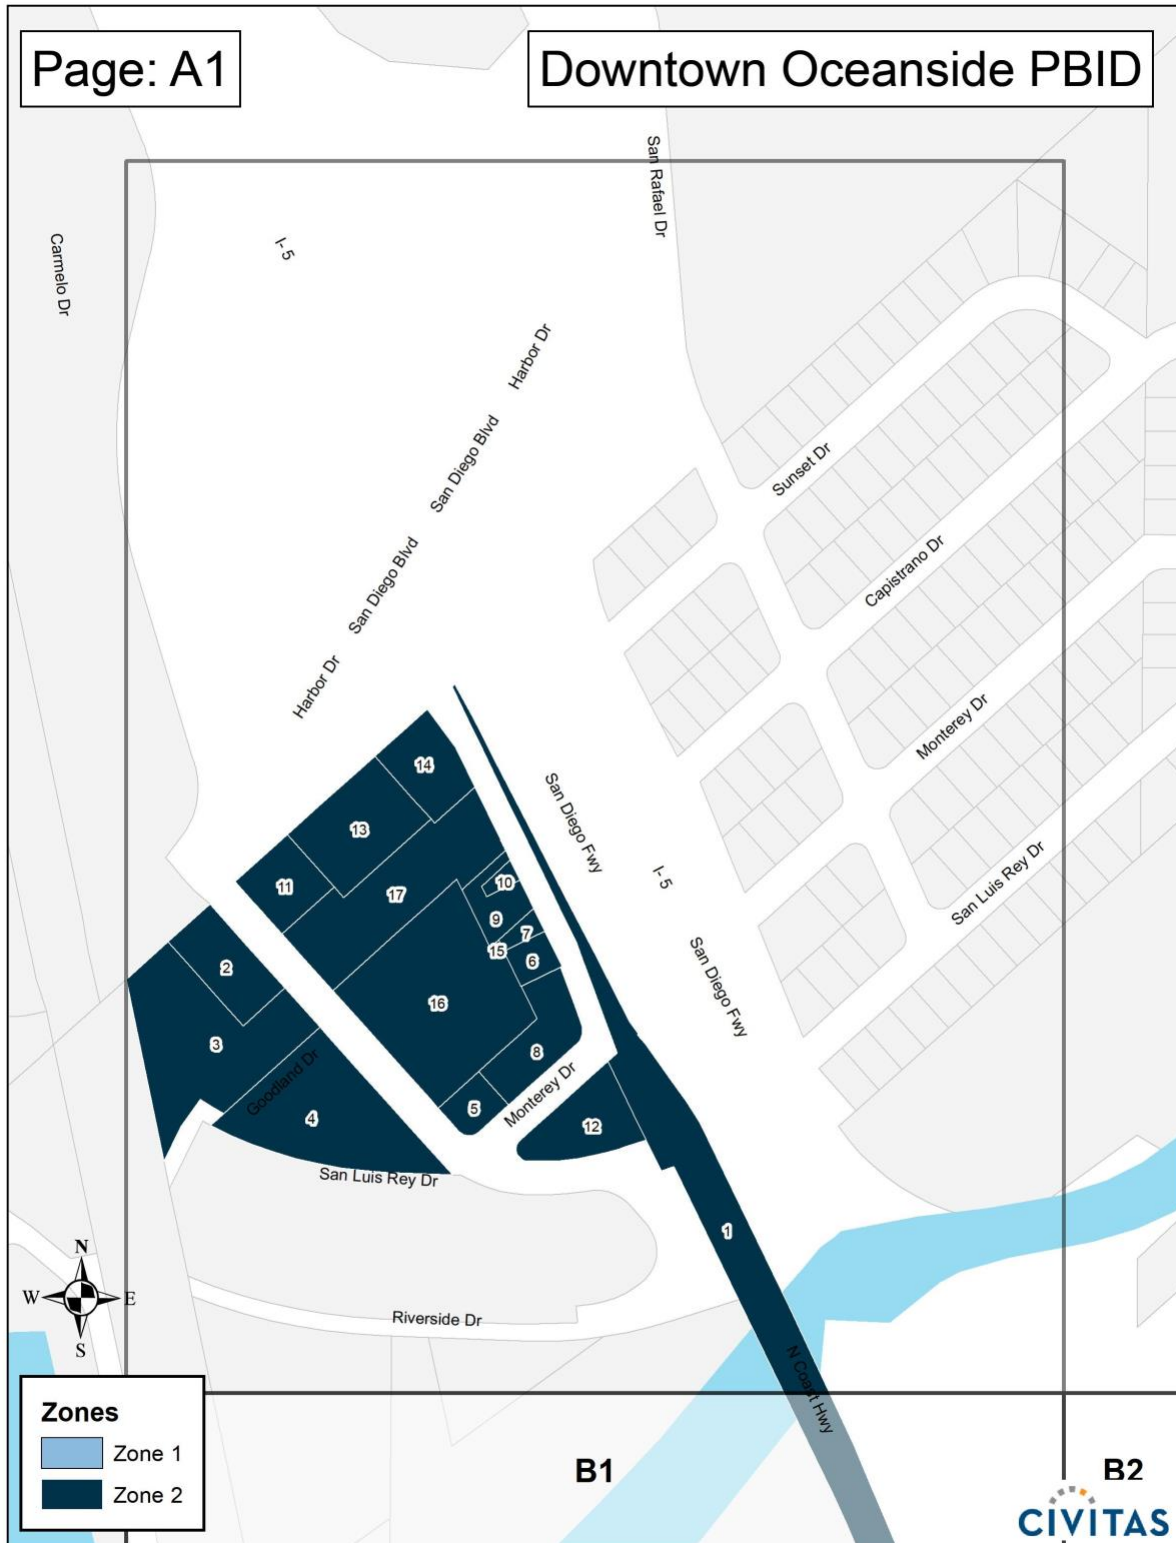 Page: A1
Downtown Oceanside PBID
San Rafael Dr
Carmelo Dr
I-5
Harbor Dr
San Diego Blvd
Sunset Dr
San Diego Blvd
Capistrano Dr
Harbor Dr
Monterey Dr
14
San Diego Fwy
13
I-5
San Luis Rey Dr
11
10
17
9
7
15
6
2
San Diego Fwy
16
3
8
Goodland Dr
Monterey Dr
5
4
12
San Luis Rey Dr
1
N
W
E
S
Riverside Dr
N Coast Hwy
Zones
Zone 1
Zone 2
B1
B2
CIVITAS